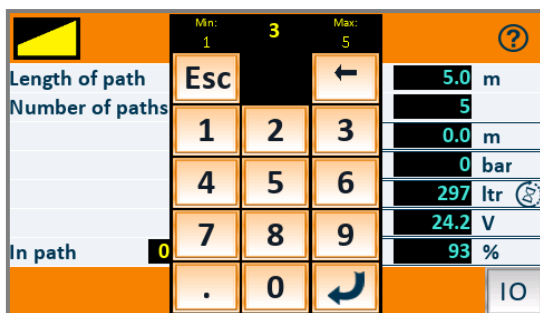 Min: 3 Max:
1 5
?
Length of path Esc 5.0 m
Number of paths 5
1 2 3 0.0 m
0 bar
4 5 6 297 ltr
24.2 V
7 8 9
In path 0 93 %
. 0 IO